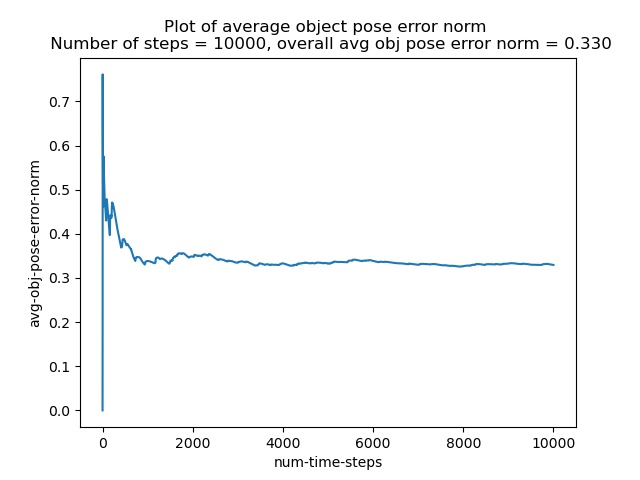 Plot of average object pose error norm
Number of steps = 10000, overall avg obj pose error norm = 0.330
0.7
0.6
0.5
0.4
0.3
0.2
0.1
0.0
avg-obj-pose-error-norm
0 2000 4000 6000 8000 10000
num-time-steps